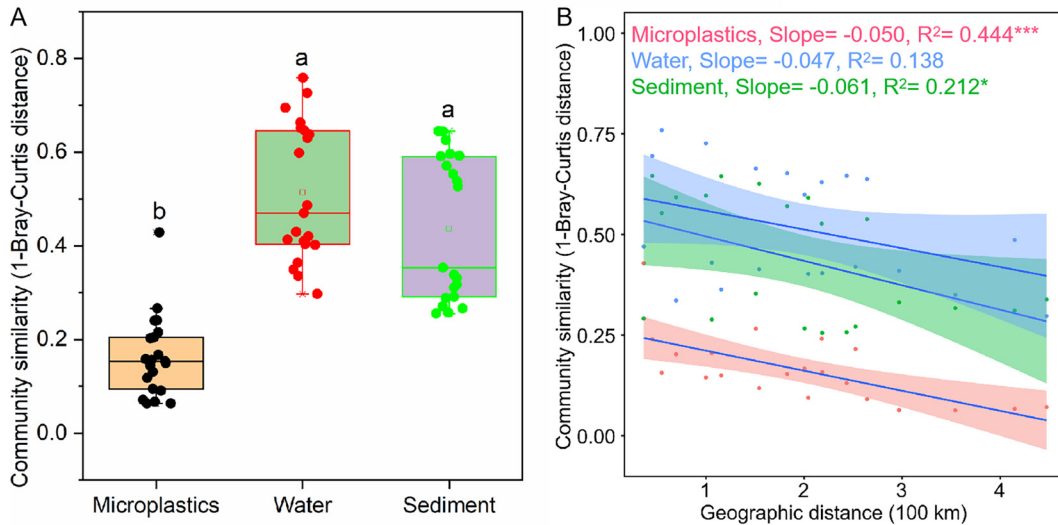 A
Community similarity (1-Bray-Curtis distance)
0.8
0.6
0.4
0.2
0.0
b
a
a
Microplastics
Water
Sediment
B
Community similarity (1-Bray-Curtis distance)
1.00
0.75
0.50
0.25
0.00
Microplastics, Slope= -0.050, R²= 0.444***
Water, Slope= -0.047, R²= 0.138
Sediment, Slope= -0.061, R²= 0.212*
1
2
3
4
Geographic distance (100 km)